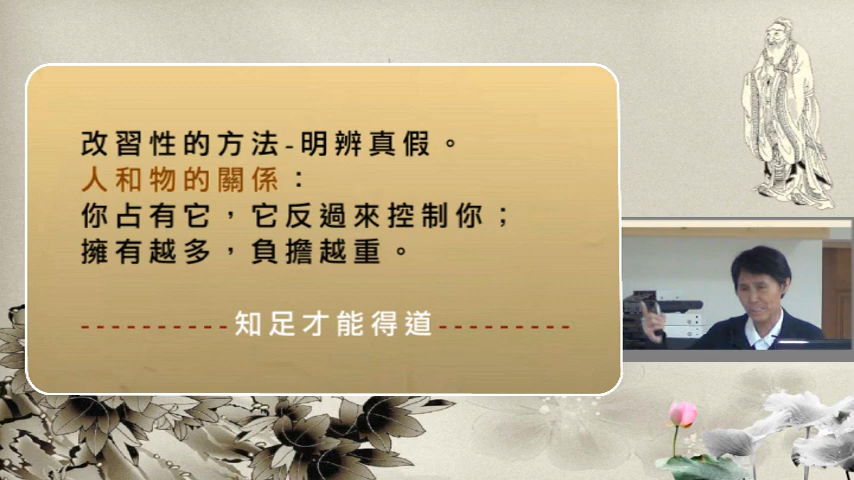 改習性的方法-明辨真假。
人和物的關係：
你占有它，它反過來控制你；
擁有越多，負擔越重。
----------知足才能得道---------